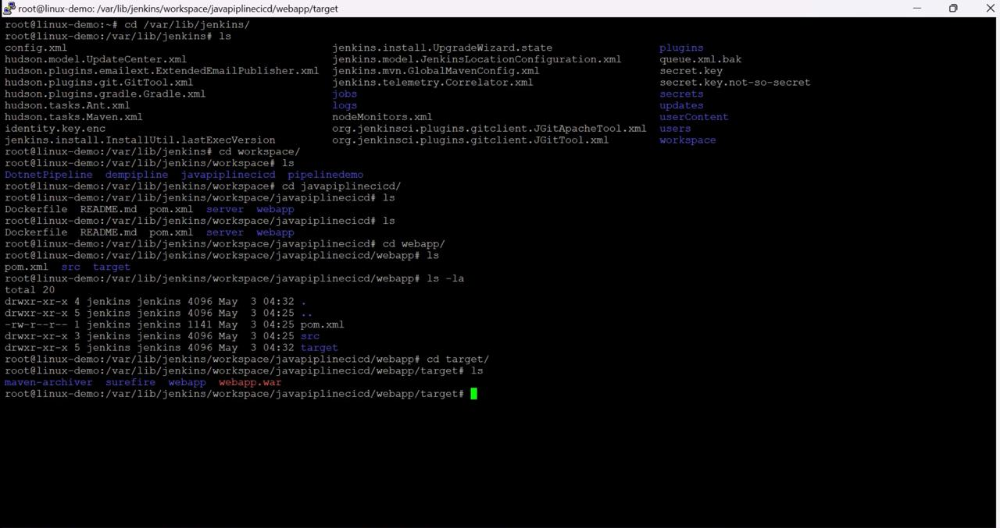 root@linux-demo: /var/lib/jenkins/workspace/javapiplinecicd/webapp/target
root@linux-demo:~# cd /var/lib/jenkins/
root@linux-demo:/var/lib/jenkins# ls
config.xml jenkins.install.UpgradeWizard.state plugins
hudson.model.UpdateCenter.xml jenkins.model.JenkinsLocationConfiguration.xml queue.xml.bak
hudson.plugins.emailext.ExtendedEmailPublisher.xml jenkins.mvn.GlobalMavenConfig.xml secret.key
hudson.plugins.git.GitTool.xml jenkins.telemetry.Correlator.xml secret.key.not-so-secret
hudson.plugins.gradle.Gradle.xml jobs secrets
hudson.tasks.Ant.xml logs updates
hudson.tasks.Maven.xml nodeMonitors.xml userContent
identity.key.enc org.jenkinsci.plugins.gitclient.JGitApacheTool.xml users
jenkins.install.InstallUtil.lastExecVersion org.jenkinsci.plugins.gitclient.JGitTool.xml workspace
root@linux-demo:/var/lib/jenkins# cd workspace/
root@linux-demo:/var/lib/jenkins/workspace# ls
DotnetPipeline dempipline javapiplinecicd pipelinedemo
root@linux-demo:/var/lib/jenkins/workspace# cd javapiplinecicd/
root@linux-demo:/var/lib/jenkins/workspace/javapiplinecicd# ls
Dockerfile README.md pom.xml server webapp
root@linux-demo:/var/lib/jenkins/workspace/javapiplinecicd# ls
Dockerfile README.md pom.xml server webapp
root@linux-demo:/var/lib/jenkins/workspace/javapiplinecicd# cd webapp/
root@linux-demo:/var/lib/jenkins/workspace/javapiplinecicd/webapp# ls
pom.xml src target
root@linux-demo:/var/lib/jenkins/workspace/javapiplinecicd/webapp# ls -la
total 20
drwxr-xr-x 4 jenkins jenkins 4096 May 3 04:32 .
drwxr-xr-x 5 jenkins jenkins 4096 May 3 04:25 ..
-rw-r--r-- 1 jenkins jenkins 1141 May 3 04:25 pom.xml
drwxr-xr-x 3 jenkins jenkins 4096 May 3 04:25 src
drwxr-xr-x 5 jenkins jenkins 4096 May 3 04:32 target
root@linux-demo:/var/lib/jenkins/workspace/javapiplinecicd/webapp# cd target/
root@linux-demo:/var/lib/jenkins/workspace/javapiplinecicd/webapp/target# ls
maven-archiver surefire webapp webapp.war
root@linux-demo:/var/lib/jenkins/workspace/javapiplinecicd/webapp/target#